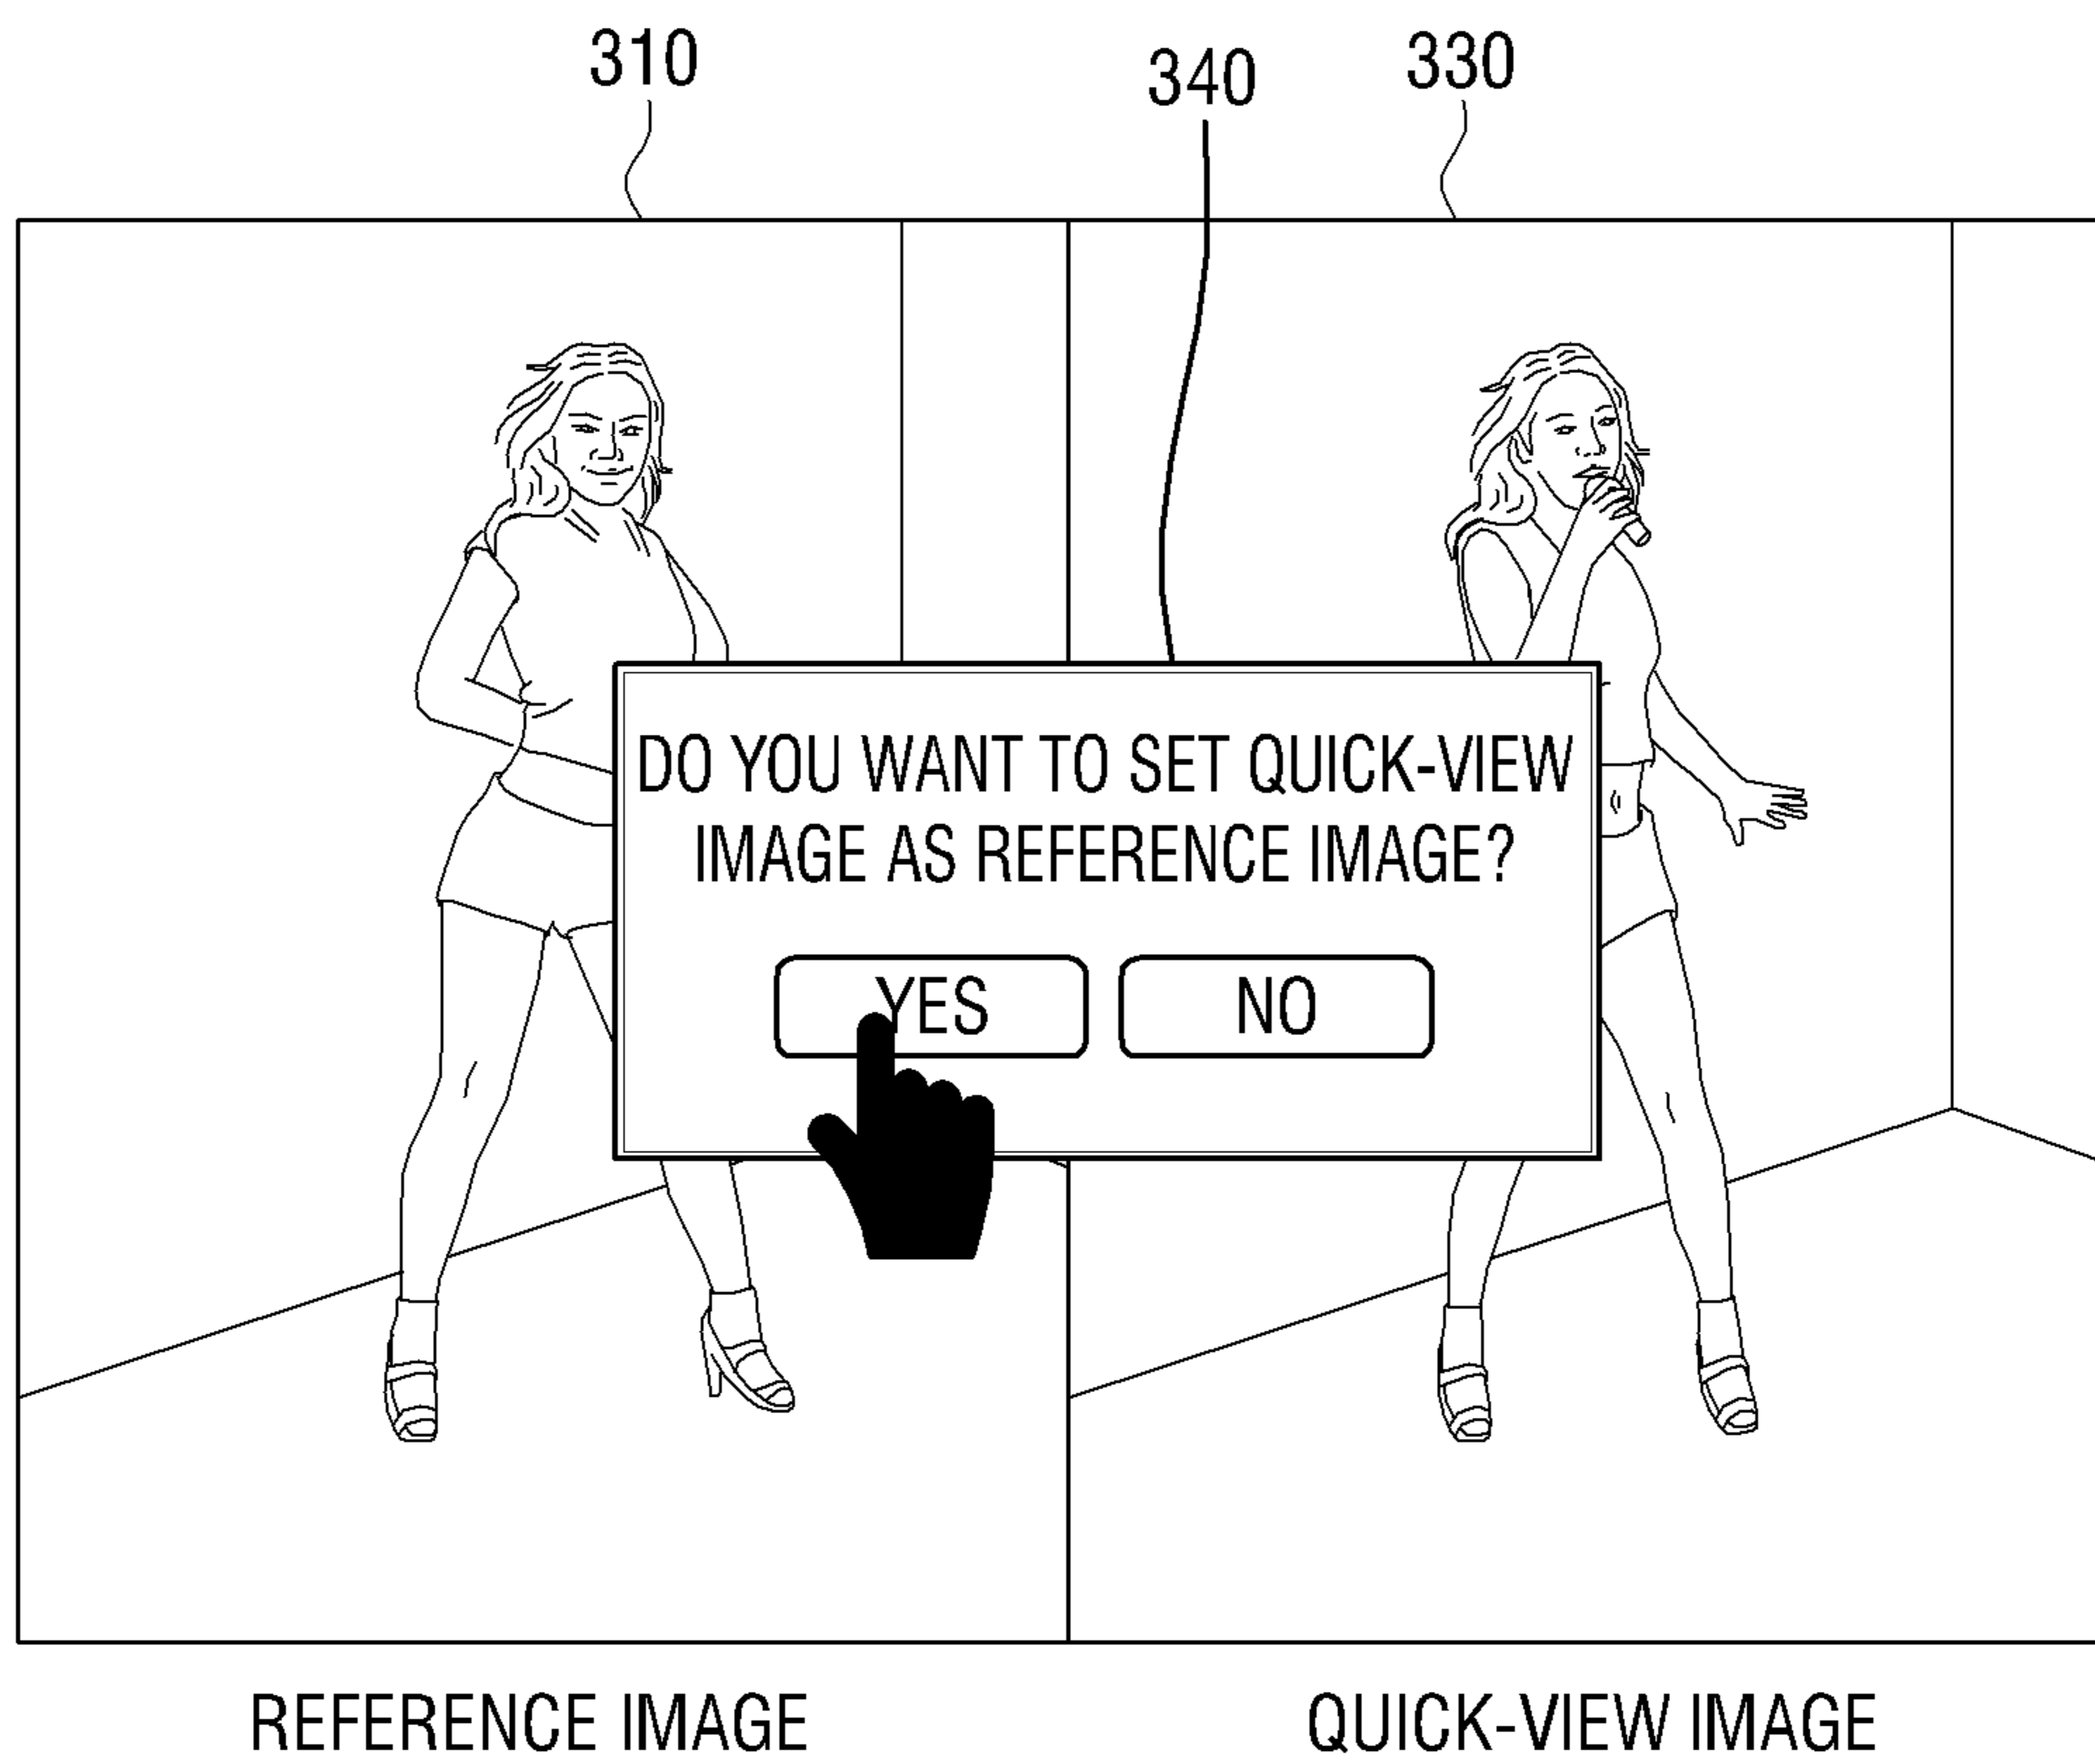 310
340
330
DO YOU WANT TO SET QUICK-VIEW
IMAGE AS REFERENCE IMAGE?
YES
NO
REFERENCE IMAGE
QUICK-VIEW IMAGE